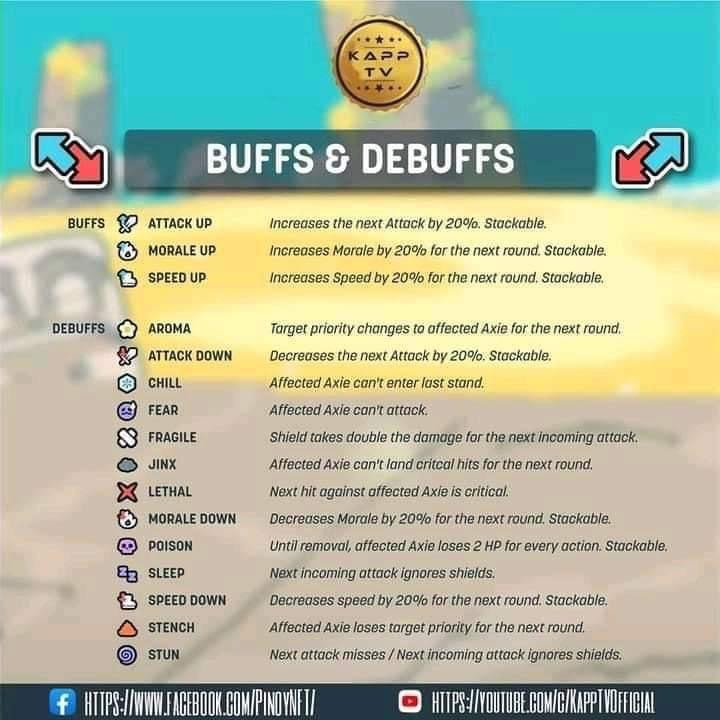 KAPP
TV
BUFFS & DEBUFFS
BUFFS ATTACK UP Increases the next Attack by 20%. Stackable.
MORALE UP Increases Morale by 20% for the next round. Stackable.
SPEED UP Increases Speed by 20% for the next round. Stackable.
DEBUFFS AROMA Target priority changes to affected Axie for the next round.
ATTACK DOWN Decreases the next Attack by 20%. Stackable.
CHILL Affected Axie can't enter last stand.
FEAR Affected Axie can't attack.
FRAGILE Shield takes double the damage for the next incoming attack.
JINX Affected Axie can't land critcal hits for the next round.
LETHAL Next hit against affected Axie is critical.
MORALE DOWN Decreases Morale by 20% for the next round. Stackable.
POISON Until removal, affected Axie loses 2 HP for every action. Stackable.
SLEEP Next incoming attack ignores shields.
SPEED DOWN Decreases speed by 20% for the next round. Stackable.
STENCH Affected Axie loses target priority for the next round.
STUN Next attack misses / Next incoming attack ignores shields.
HTTPS://WWW.FACEBOOK.COM/PINOYNFT/ HTTPS://YOUTUBE.COM/C/KAPPTVOFFICIAL